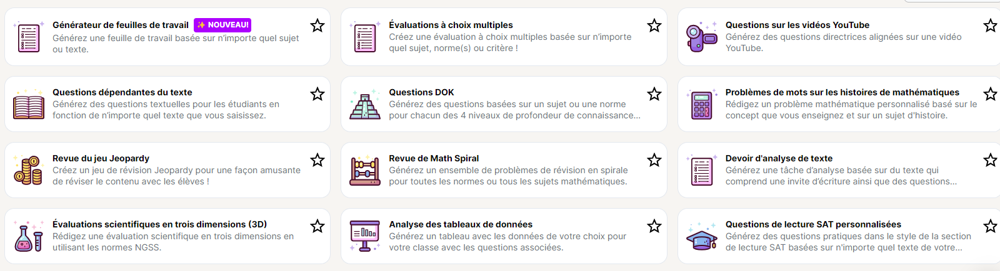 Générateur de feuilles de travail ✨ NOUVEAU!
Générez une feuille de travail basée sur n’importe quel sujet
ou texte.
Évaluations à choix multiples
Créez une évaluation à choix multiples basée sur n’importe
quel sujet, norme(s) ou critère !
Questions sur les vidéos YouTube
Générez des questions directrices alignées sur une vidéo
YouTube.
Questions dépendantes du texte
Générez des questions textuelles pour les étudiants en
fonction de n’importe quel texte que vous saisissez.
Questions DOK
Générez des questions basées sur un sujet ou une norme
pour chacun des 4 niveaux de profondeur de connaissance...
Problèmes de mots sur les histoires de mathématiques
Rédigez un problème mathématique personnalisé basé sur le
concept que vous enseignez et sur un sujet d'histoire.
Revue du jeu Jeopardy
Créez un jeu de révision Jeopardy pour une façon amusante
de réviser le contenu avec les élèves !
Revue de Math Spiral
Générez un ensemble de problèmes de révision en spirale
pour toutes les normes ou tous les sujets mathématiques.
Devoir d'analyse de texte
Générez une tâche d’analyse basée sur du texte qui
comprend une invite d’écriture ainsi que des questions...
Évaluations scientifiques en trois dimensions (3D)
Rédigez une évaluation scientifique en trois dimensions en
utilisant les normes NGSS.
Analyse des tableaux de données
Générez un tableau avec les données de votre choix pour
votre classe avec les questions associées.
Questions de lecture SAT personnalisées
Générez des questions pratiques dans le style de la section
de lecture SAT basées sur n'importe quel texte de votre...